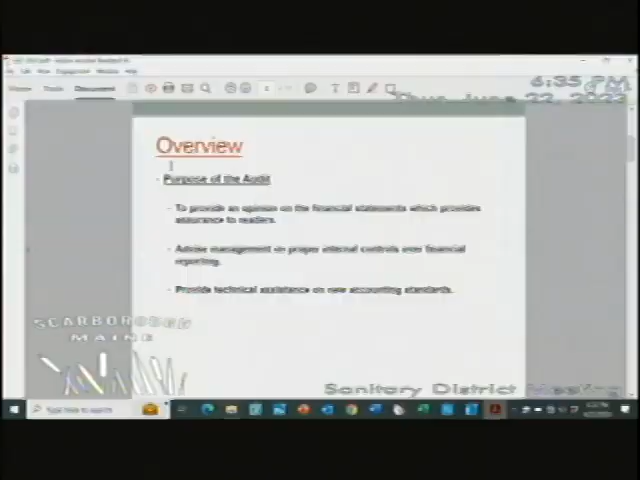 6:35 PM
Thu, June 22, 2023
Document
Overview
Purpose of the Audit
- To provide an opinion on the financial statements which provides
assurance to readers.
- Advise management on proper internal controls over financial
reporting.
- Provide technical assistance on new accounting standards.
SCARBOROUGH
MAINE
Sanitary District Meeting
Type here to search